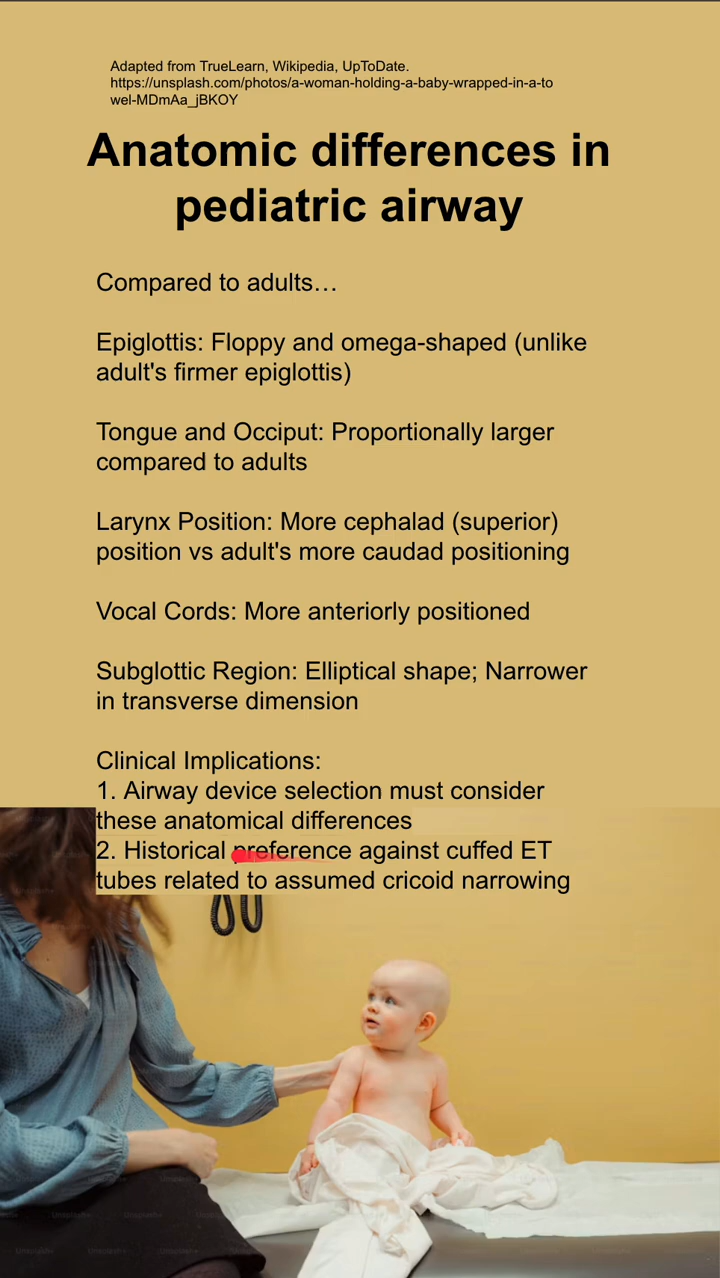 Adapted from TrueLearn, Wikipedia, UpToDate.
https://unsplash.com/photos/a-woman-holding-a-baby-wrapped-in-a-to
wel-MDmAa_jBKOY
Anatomic differences in
pediatric airway
Compared to adults…
Epiglottis: Floppy and omega-shaped (unlike
adult's firmer epiglottis)
Tongue and Occiput: Proportionally larger
compared to adults
Larynx Position: More cephalad (superior)
position vs adult's more caudad positioning
Vocal Cords: More anteriorly positioned
Subglottic Region: Elliptical shape; Narrower
in transverse dimension
Clinical Implications:
1. Airway device selection must consider
these anatomical differences
2. Historical preference against cuffed ET
tubes related to assumed cricoid narrowing